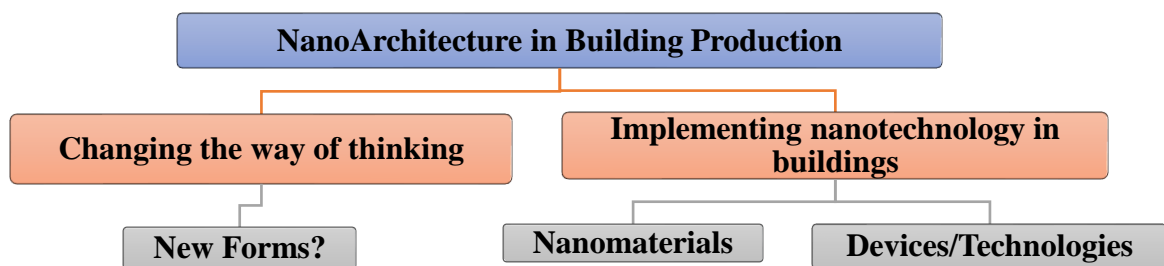 NanoArchitecture in Building Production
Changing the way of thinking
Implementing nanotechnology in
buildings
New Forms?
Nanomaterials
Devices/Technologies